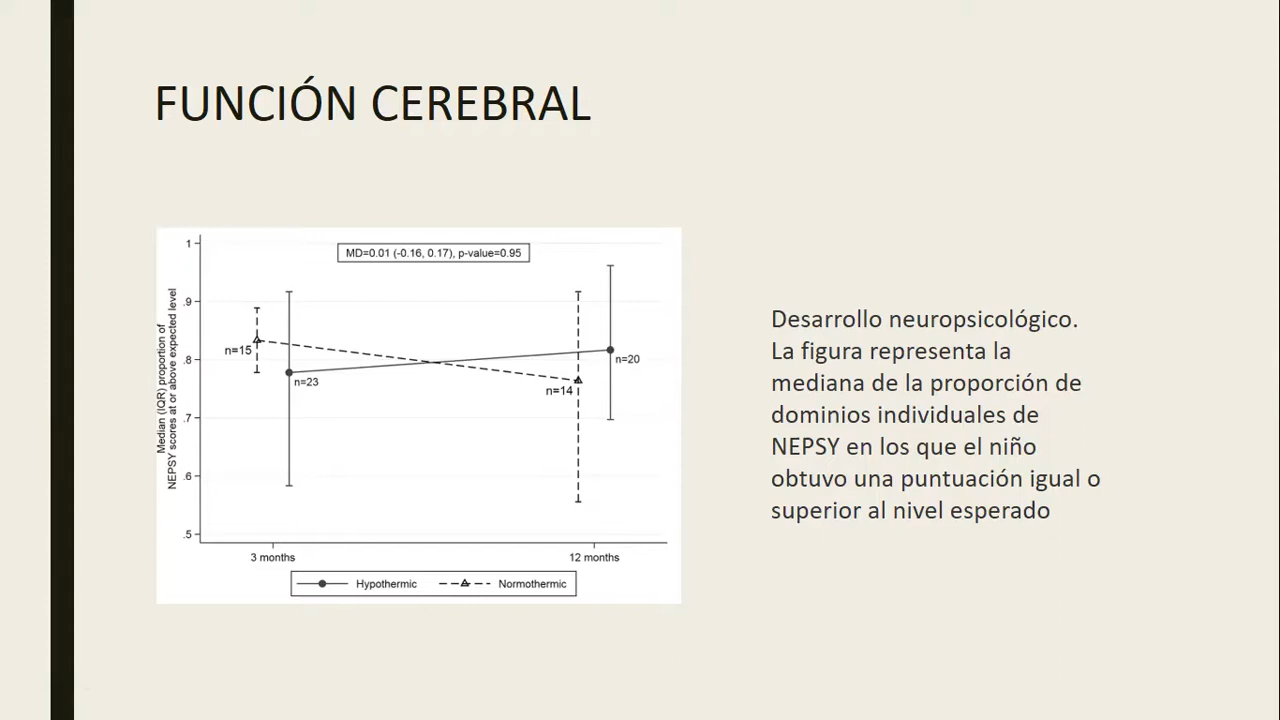 FUNCIÓN CEREBRAL
MD=0.01 (-0.16, 0.17), p-value=0.95
Median (IQR) proportion of
NEPSY scores at or above expected level
1
.9
.8
.7
.6
.5
n=15
n=23
n=14
n=20
3 months
12 months
Hypothermic
Normothermic
Desarrollo neuropsicológico.
La figura representa la
mediana de la proporción de
dominios individuales de
NEPSY en los que el niño
obtuvo una puntuación igual o
superior al nivel esperado